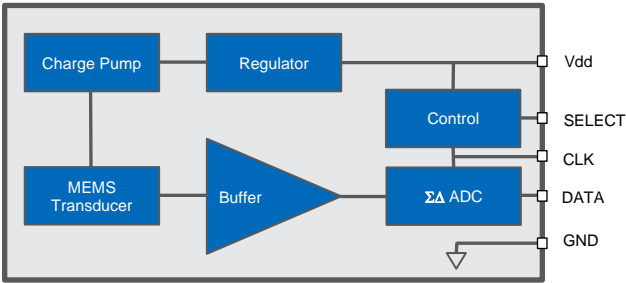 Charge Pump
Regulator
Vdd
Control
SELECT
CLK
MEMS
Transducer
Buffer
ΣΔ ADC
DATA
GND